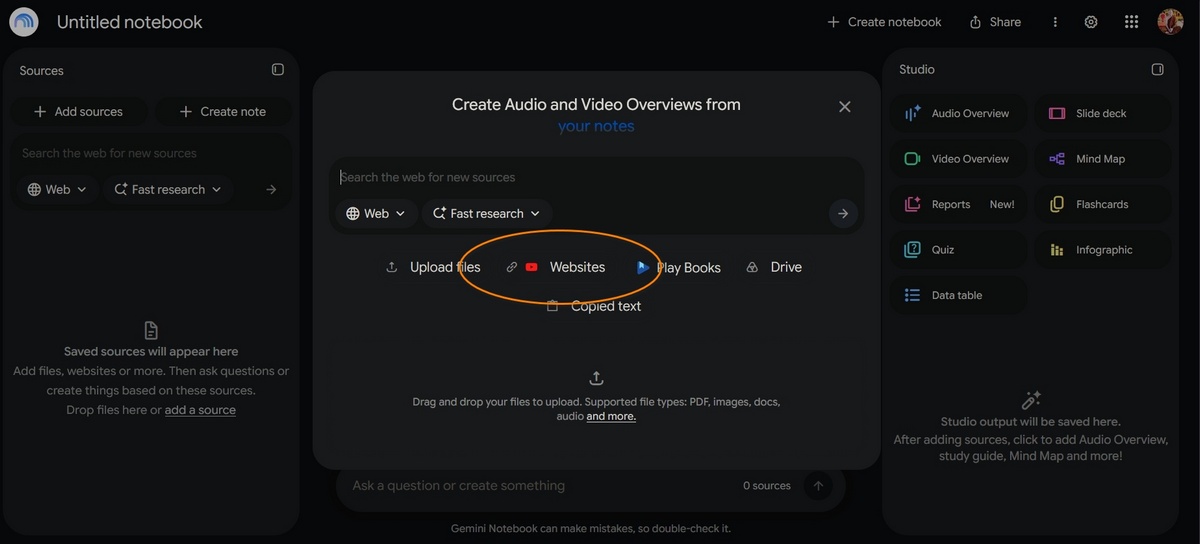 Untitled notebook
Create notebook
Share
Sources
Add sources
Create note
Search the web for new sources
Web
Fast research
Saved sources will appear here
Add files, websites or more. Then ask questions or
create things based on these sources.
Drop files here or add a source
Create Audio and Video Overviews from
your notes
Search the web for new sources
Web
Fast research
Upload files
Websites
Play Books
Drive
Copied text
Drag and drop your files to upload. Supported file types: PDF, images, docs,
audio and more.
Ask a question or create something
0 sources
Gemini Notebook can make mistakes, so double-check it.
Studio
Audio Overview
Slide deck
Video Overview
Mind Map
Reports New!
Flashcards
Quiz
Infographic
Data table
Studio output will be saved here.
After adding sources, click to add Audio Overview,
study guide, Mind Map and more!